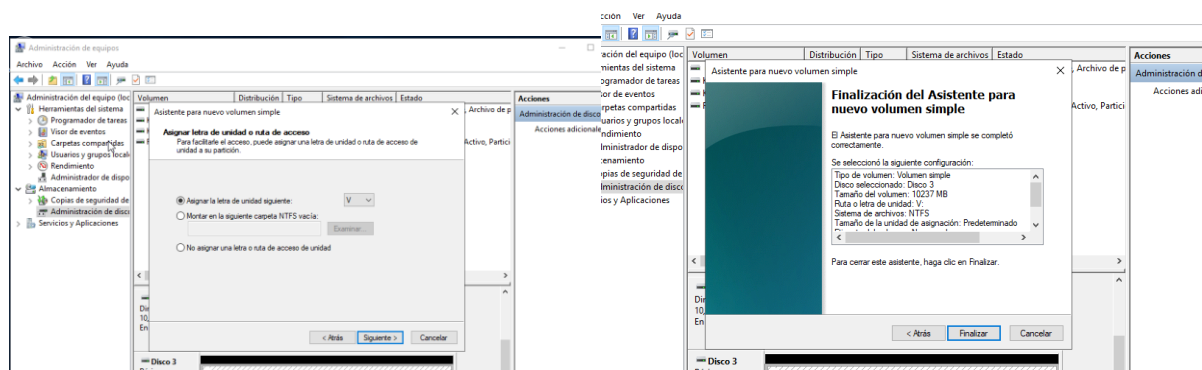 Administración de equipos
Archivo Acción Ver Ayuda
Administración del equipo (loc
Herramientas del sistema
Programador de tareas
Visor de eventos
Carpetas compartidas
Usuarios y grupos local
Rendimiento
Administrador de dispo
Almacenamiento
Copias de seguridad de
Administración de disco
Servicios y Aplicaciones
Volumen Distribución Tipo Sistema de archivos Estado
Archivo de p
Activo, Partici
Acciones
Administración de disco
Acciones adicionale
Asistente para nuevo volumen simple
Asignar letra de unidad o ruta de acceso
Para facilitarle el acceso, puede asignar una letra de unidad o ruta de acceso de
unidad a su partición.
Asignar la letra de unidad siguiente: V
Montar en la siguiente carpeta NTFS vacía:
Examinar...
No asignar una letra o ruta de acceso de unidad
< Atrás Siguiente > Cancelar
Disco 3
cción Ver Ayuda
ración del equipo (loc
mientas del sistema
ogramador de tareas
sor de eventos
rpetas compartidas
uarios y grupos local
ndimiento
dministrador de dispo
enamiento
opias de seguridad de
dministración de disco
ios y Aplicaciones
Volumen Distribución Tipo Sistema de archivos Estado
, Archivo de p
Activo, Partici
Acciones
Administración d
Acciones adi
Asistente para nuevo volumen simple
Finalización del Asistente para
nuevo volumen simple
El Asistente para nuevo volumen simple se completó
correctamente.
Se seleccionó la siguiente configuración:
Tipo de volumen: Volumen simple
Disco seleccionado: Disco 3
Tamaño del volumen: 10237 MB
Ruta o letra de unidad: V:
Sistema de archivos: NTFS
Tamaño de la unidad de asignación: Predeterminado
Para cerrar este asistente, haga clic en Finalizar.
< Atrás Finalizar Cancelar
Disco 3